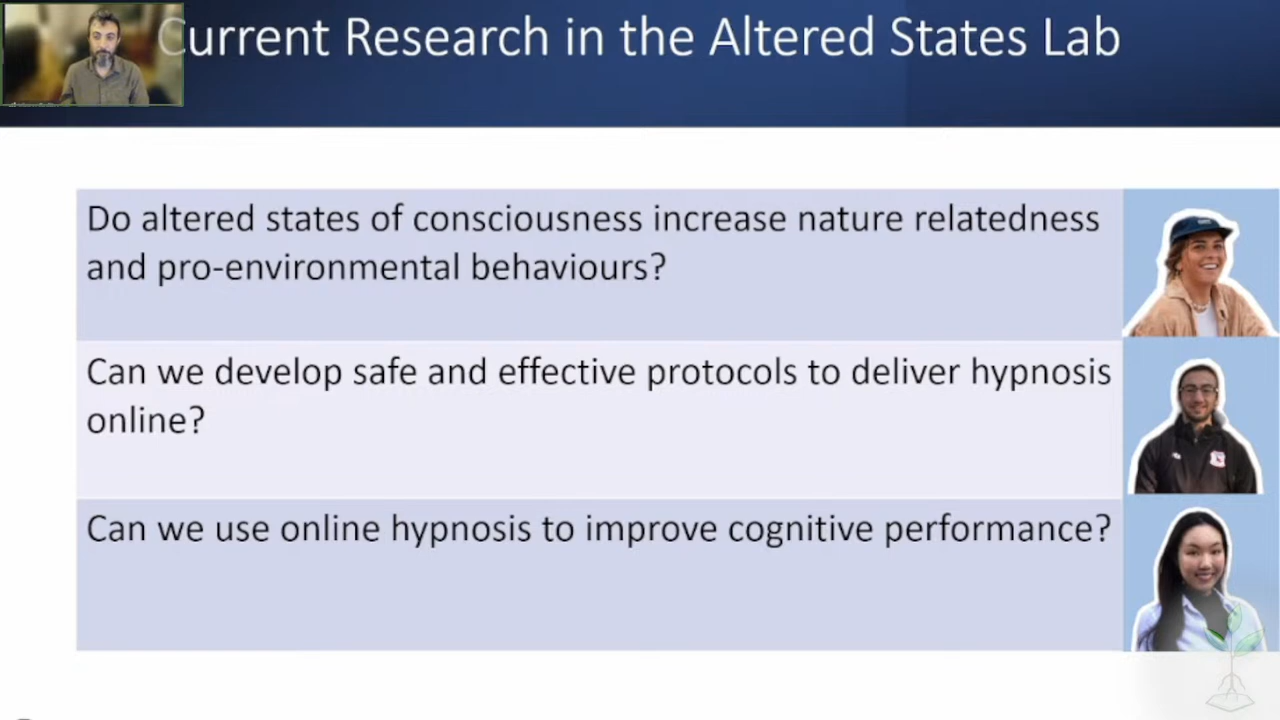 Current Research in the Altered States Lab
Do altered states of consciousness increase nature relatedness
and pro-environmental behaviours?
Can we develop safe and effective protocols to deliver hypnosis
online?
Can we use online hypnosis to improve cognitive performance?